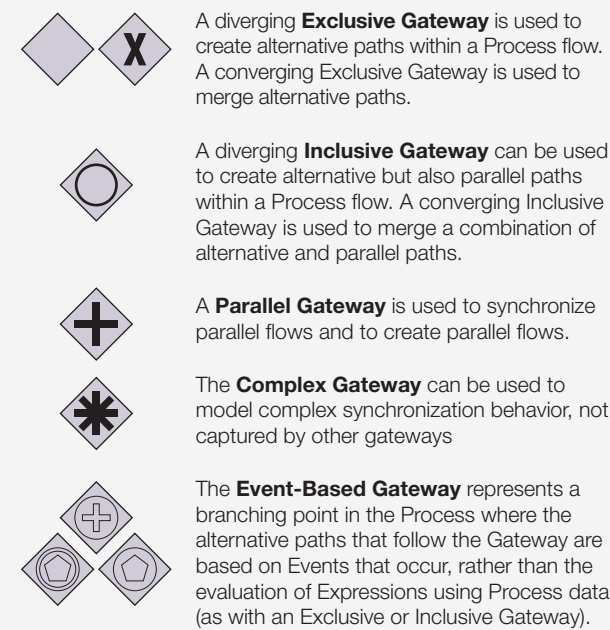 A diverging Exclusive Gateway is used to
create alternative paths within a Process flow.
A converging Exclusive Gateway is used to
merge alternative paths.
A diverging Inclusive Gateway can be used
to create alternative but also parallel paths
within a Process flow. A converging Inclusive
Gateway is used to merge a combination of
alternative and parallel paths.
A Parallel Gateway is used to synchronize
parallel flows and to create parallel flows.
The Complex Gateway can be used to
model complex synchronization behavior, not
captured by other gateways
The Event-Based Gateway represents a
branching point in the Process where the
alternative paths that follow the Gateway are
based on Events that occur, rather than the
evaluation of Expressions using Process data
(as with an Exclusive or Inclusive Gateway).